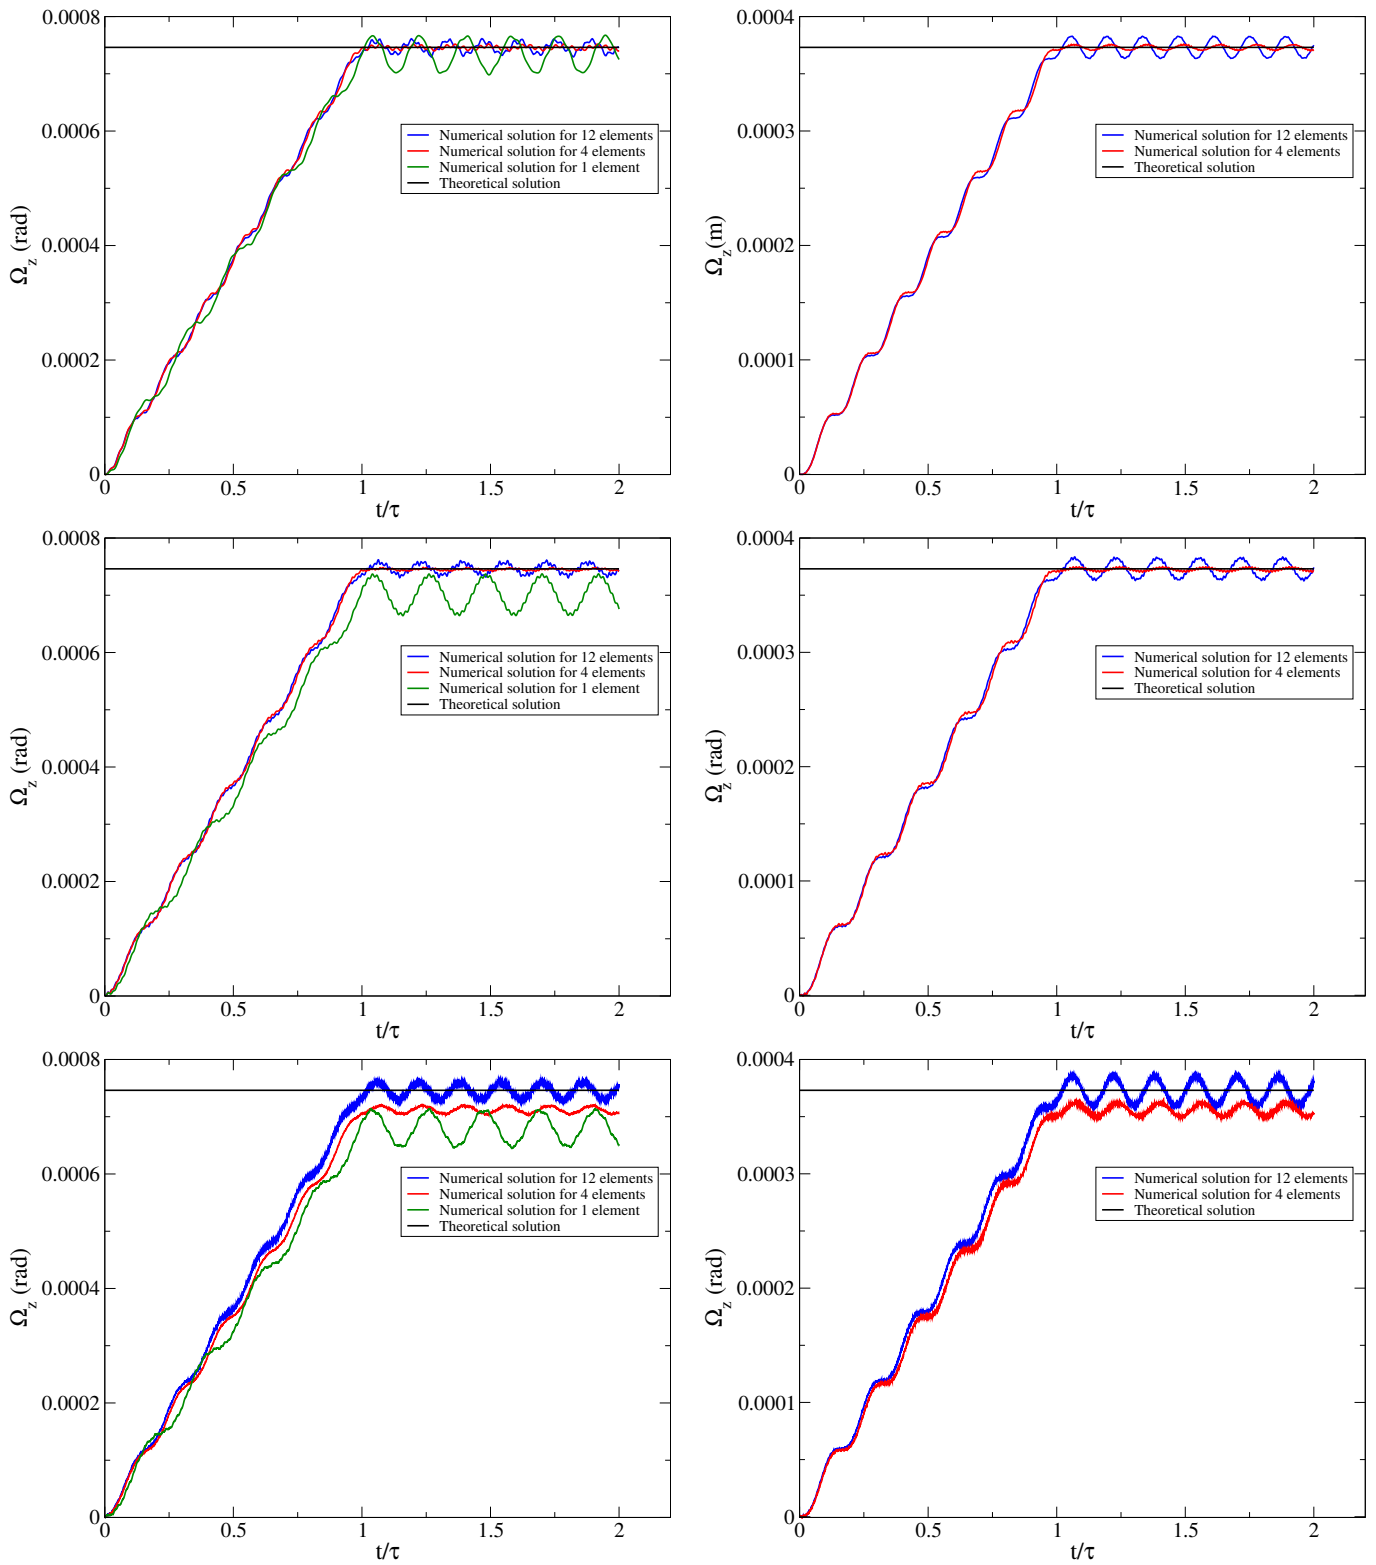 0.0008
0.0006
0.0004
0.0002
0
Ω_z (rad)
0 0.5 1 1.5 2
t/τ
Numerical solution for 12 elements
Numerical solution for 4 elements
Numerical solution for 1 element
Theoretical solution
0.0004
0.0003
0.0002
0.0001
0
Ω_z (m)
0 0.5 1 1.5 2
t/τ
Numerical solution for 12 elements
Numerical solution for 4 elements
Theoretical solution
0.0008
0.0006
0.0004
0.0002
0
Ω_z (rad)
0 0.5 1 1.5 2
t/τ
Numerical solution for 12 elements
Numerical solution for 4 elements
Numerical solution for 1 element
Theoretical solution
0.0004
0.0003
0.0002
0.0001
0
Ω_z (rad)
0 0.5 1 1.5 2
t/τ
Numerical solution for 12 elements
Numerical solution for 4 elements
Theoretical solution
0.0008
0.0006
0.0004
0.0002
0
Ω_z (rad)
0 0.5 1 1.5 2
t/τ
Numerical solution for 12 elements
Numerical solution for 4 elements
Numerical solution for 1 element
Theoretical solution
0.0004
0.0003
0.0002
0.0001
0
Ω_z (rad)
0 0.5 1 1.5 2
t/τ
Numerical solution for 12 elements
Numerical solution for 4 elements
Theoretical solution